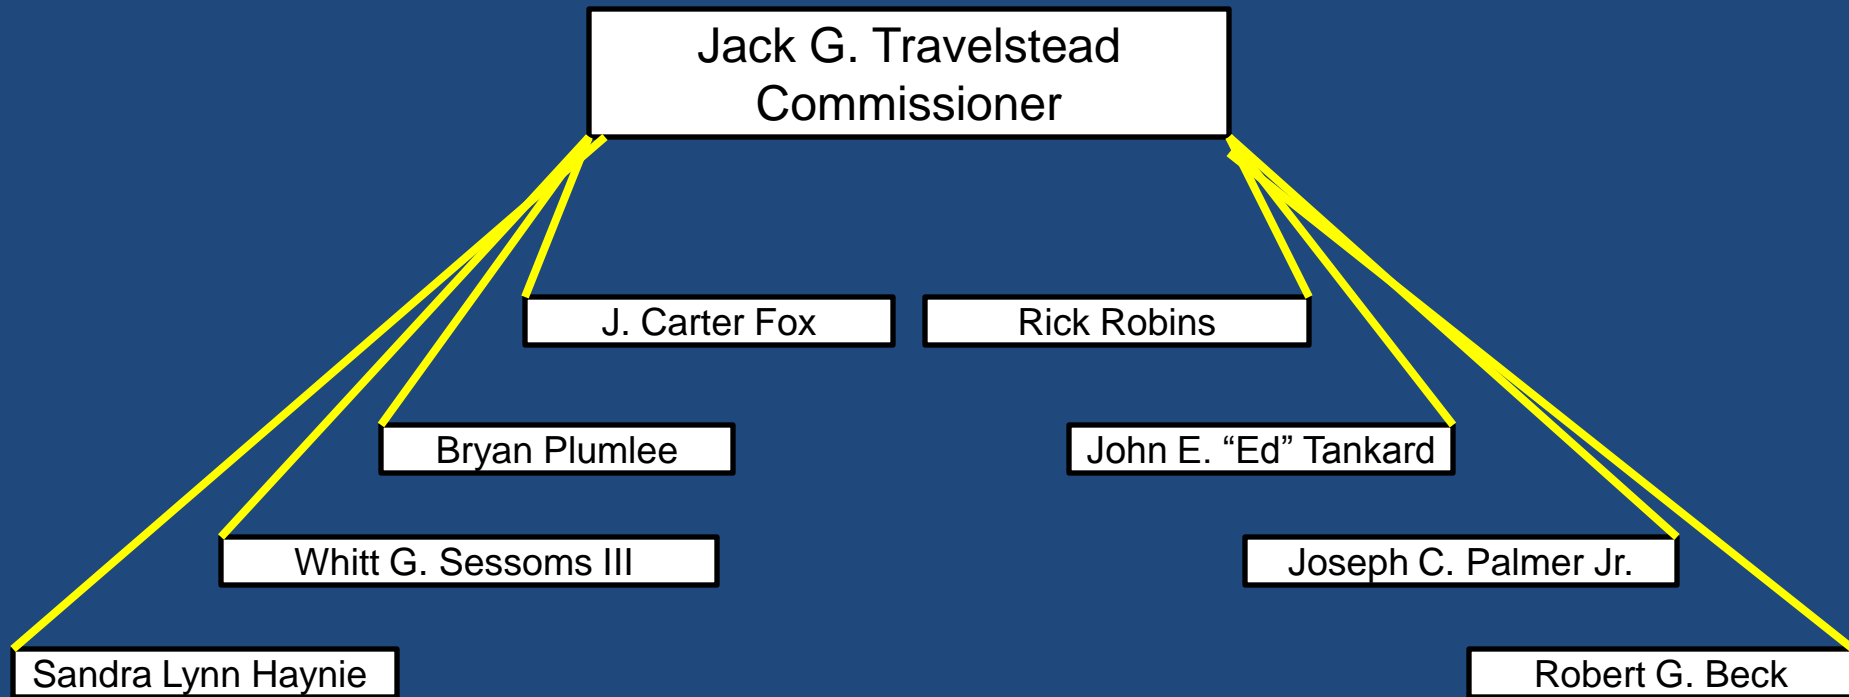 Jack G. Travelstead
Commissioner
J. Carter Fox
Rick Robins
Bryan Plumlee
John E. “Ed” Tankard
Whitt G. Sessoms III
Joseph C. Palmer Jr.
Sandra Lynn Haynie
Robert G. Beck